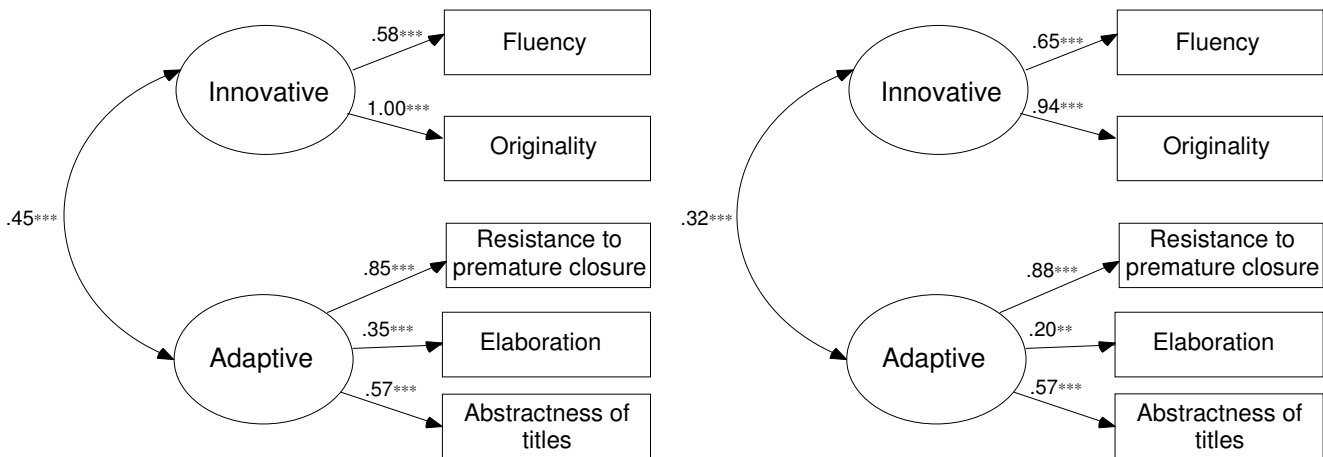 .58***
Fluency
Innovative
1.00***
Originality
.45***
Resistance to
premature closure
.85***
.35***
Elaboration
Adaptive
.57***
Abstractness of
titles
.65***
Fluency
Innovative
.94***
Originality
.32***
Resistance to
premature closure
.88***
.20**
Elaboration
Adaptive
.57***
Abstractness of
titles